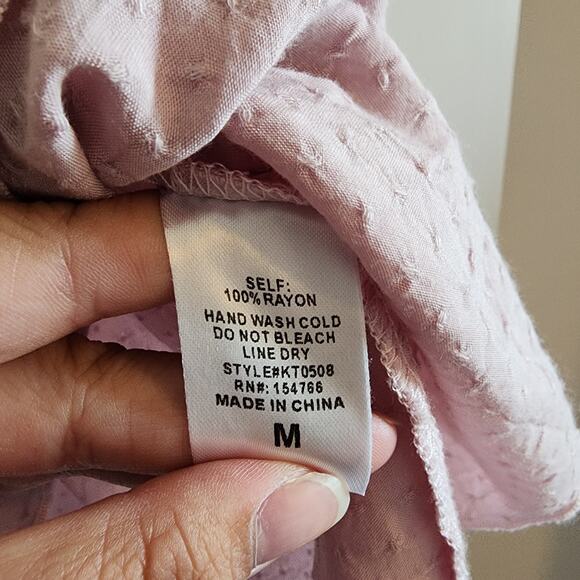 SELF:
100% RAYON
HAND WASH COLD
DO NOT BLEACH
LINE DRY
STYLE#KT0508
RN#: 154766
MADE IN CHINA
M